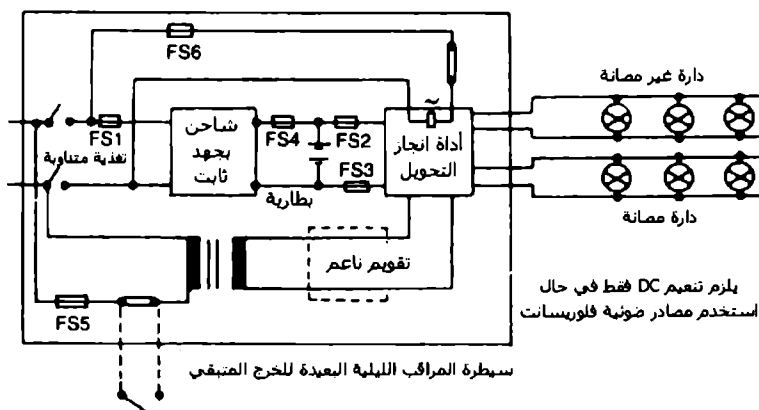 FS6
دارة غير مصانة
FS1
شاحن
بجهد
ثابت
FS4
FS2
أداة انجاز
التحويل
~
تغذية متناوبة
FS3
بطارية
دارة مصانة
تقويم ناعم
يلزم تنعيم DC فقط في حال
استخدم مصادر ضوئية فلوريسانت
FS5
سيطرة المراقب الليلية البعيدة للخرج المتبقي